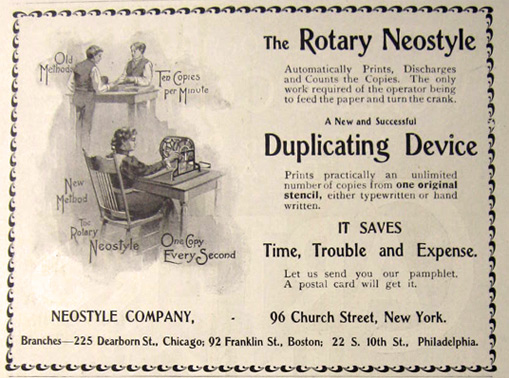 Old
Methods
Ten Copies
per Minute
New
Method
The
Rotary
Neostyle
One Copy
Every Second
The Rotary Neostyle
Automatically Prints, Discharges
and Counts the Copies. The only
work required of the operator being
to feed the paper and turn the crank.
A New and Successful
Duplicating Device
Prints practically an unlimited
number of copies from one original
stencil, either typewritten or hand
written.
IT SAVES
Time, Trouble and Expense.
Let us send you our pamphlet.
A postal card will get it.
NEOSTYLE COMPANY, - 96 Church Street, New York.
Branches—225 Dearborn St., Chicago; 92 Franklin St., Boston; 22 S. 10th St., Philadelphia.